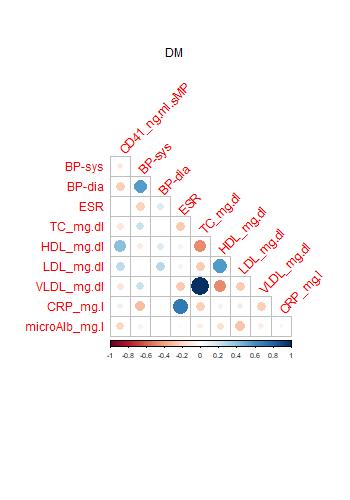 DM
CD41_ng.ml.sMP
BP-sys
BP-dia
ESR
TC_mg.dl
HDL_mg.dl
LDL_mg.dl
VLDL_mg.dl
CRP_mg.l
BP-sys
BP-dia
ESR
TC_mg.dl
HDL_mg.dl
LDL_mg.dl
VLDL_mg.dl
CRP_mg.l
microAlb_mg.l
-1 -0.8 -0.6 -0.4 -0.2 0 0.2 0.4 0.6 0.8 1